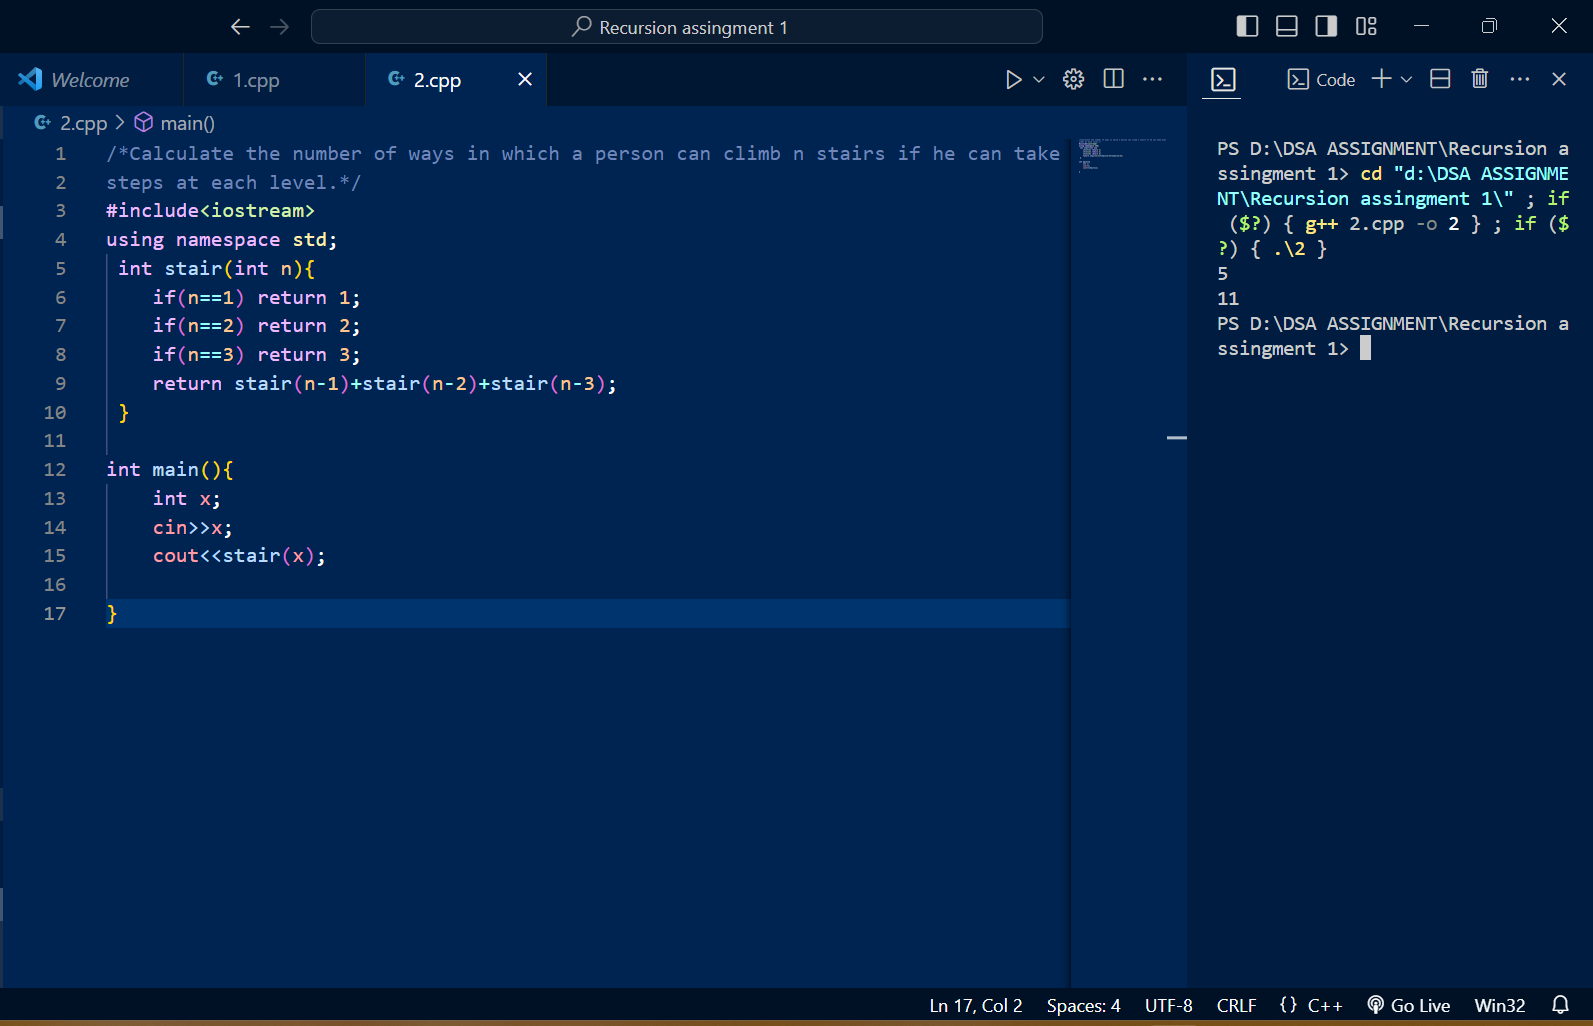 Recursion assingment 1
Welcome
1.cpp
2.cpp
Code
2.cpp > main()
1 /*Calculate the number of ways in which a person can climb n stairs if he can take
2 steps at each level.*/
3 #include<iostream>
4 using namespace std;
5 int stair(int n){
6 if(n==1) return 1;
7 if(n==2) return 2;
8 if(n==3) return 3;
9 return stair(n-1)+stair(n-2)+stair(n-3);
10 }
11
12 int main(){
13 int x;
14 cin>>x;
15 cout<<stair(x);
16
17 }
PS D:\DSA ASSIGNMENT\Recursion a
ssingment 1> cd "d:\DSA ASSIGNME
NT\Recursion assingment 1\" ; if
($?) { g++ 2.cpp -o 2 } ; if ($
?) { .\2 }
5
11
PS D:\DSA ASSIGNMENT\Recursion a
ssingment 1>
Ln 17, Col 2 Spaces: 4 UTF-8 CRLF {} C++ Go Live Win32